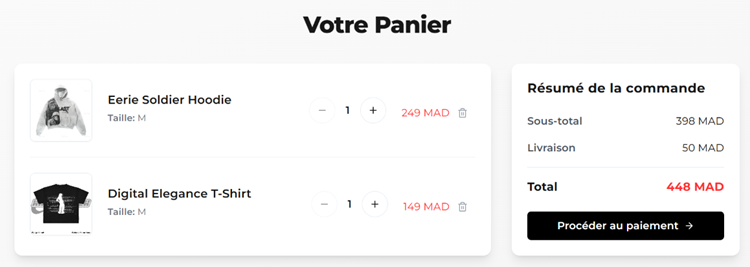 Votre Panier
Eerie Soldier Hoodie
Taille: M
1
249 MAD
Digital Elegance T-Shirt
Taille: M
1
149 MAD
Résumé de la commande
Sous-total 398 MAD
Livraison 50 MAD
Total 448 MAD
Procéder au paiement →